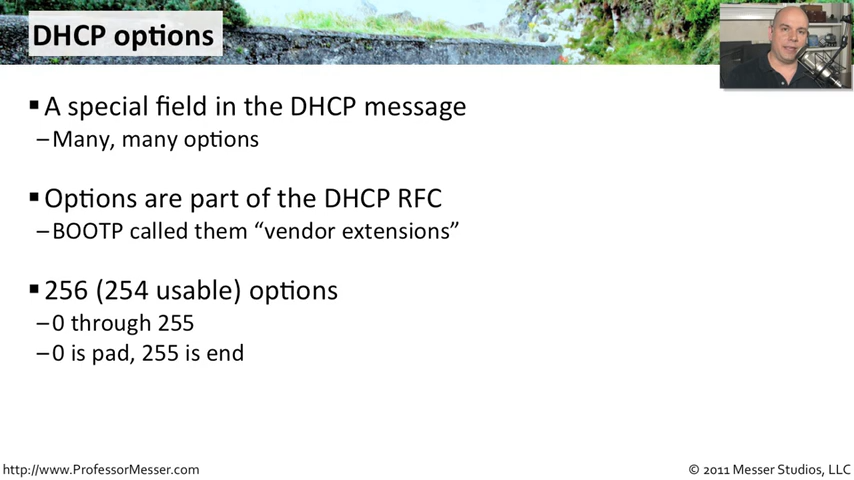 DHCP options
▪ A special field in the DHCP message
– Many, many options
▪ Options are part of the DHCP RFC
– BOOTP called them “vendor extensions”
▪ 256 (254 usable) options
– 0 through 255
– 0 is pad, 255 is end
http://www.ProfessorMesser.com
© 2011 Messer Studios, LLC